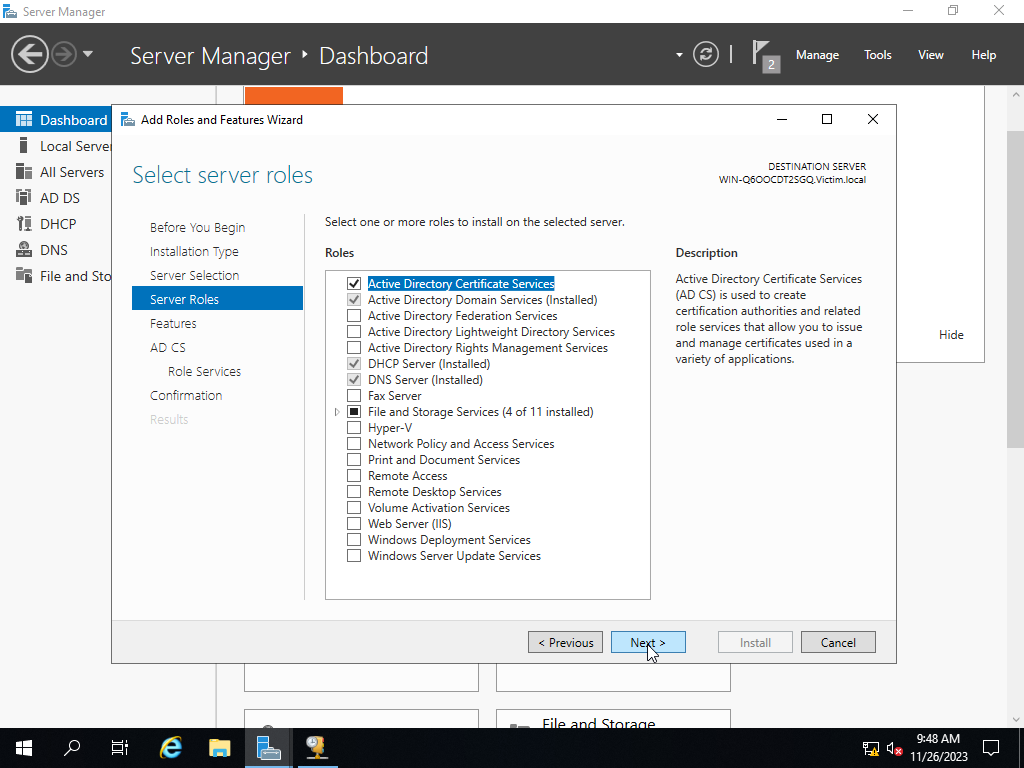 Server Manager
Server Manager ‣ Dashboard
2
Manage
Tools
View
Help
Dashboard
Local Server
All Servers
AD DS
DHCP
DNS
File and Sto
Add Roles and Features Wizard
Select server roles
DESTINATION SERVER
WIN-Q6OOCDT2SGQ.Victim.local
Before You Begin
Installation Type
Server Selection
Server Roles
Features
AD CS
Role Services
Confirmation
Results
Select one or more roles to install on the selected server.
Roles
Active Directory Certificate Services
Active Directory Domain Services (Installed)
Active Directory Federation Services
Active Directory Lightweight Directory Services
Active Directory Rights Management Services
DHCP Server (Installed)
DNS Server (Installed)
Fax Server
File and Storage Services (4 of 11 installed)
Hyper-V
Network Policy and Access Services
Print and Document Services
Remote Access
Remote Desktop Services
Volume Activation Services
Web Server (IIS)
Windows Deployment Services
Windows Server Update Services
Description
Active Directory Certificate Services
(AD CS) is used to create
certification authorities and related
role services that allow you to issue
and manage certificates used in a
variety of applications.
Hide
< Previous
Next >
Install
Cancel
File and Storage
9:48 AM
11/26/2023